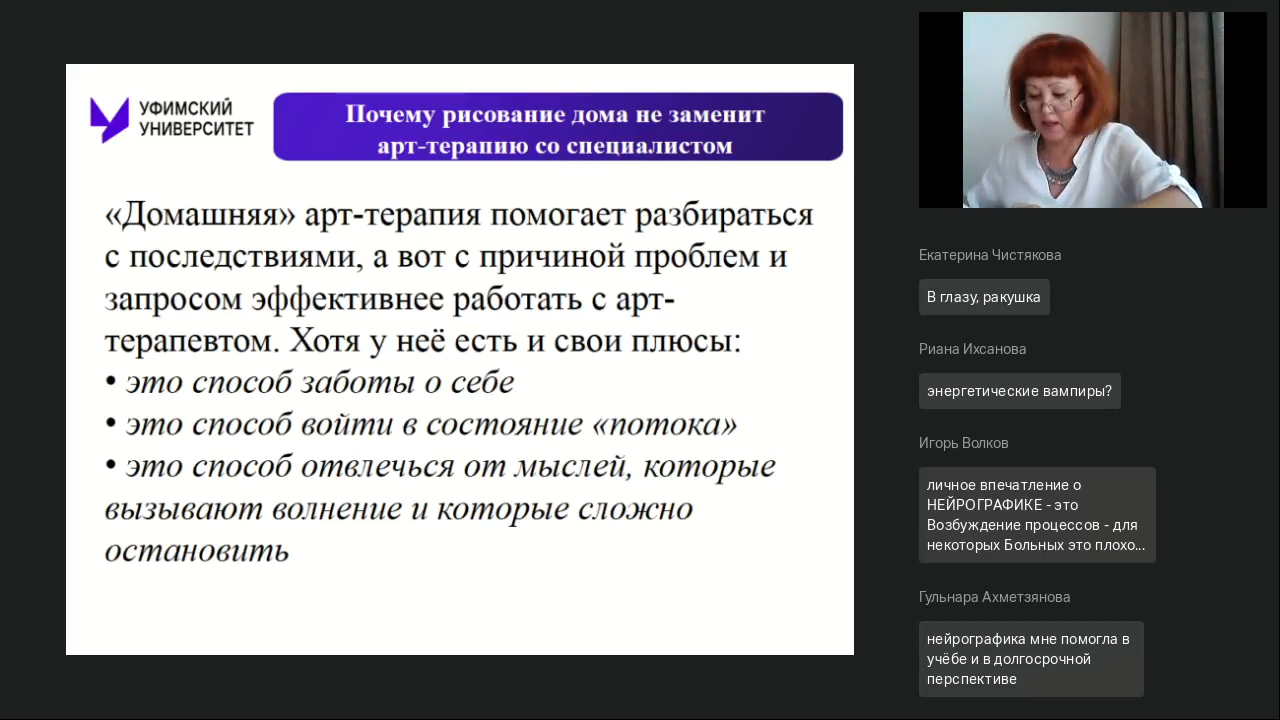 УФИМСКИЙ
УНИВЕРСИТЕТ
Почему рисование дома не заменит
арт-терапию со специалистом
«Домашняя» арт-терапия помогает разбираться
с последствиями, а вот с причиной проблем и
запросом эффективнее работать с арт-
терапевтом. Хотя у неё есть и свои плюсы:
• это способ заботы о себе
• это способ войти в состояние «потока»
• это способ отвлечься от мыслей, которые
вызывают волнение и которые сложно
остановить
Екатерина Чистякова
В глазу, ракушка
Риана Ихсанова
энергетические вампиры?
Игорь Волков
личное впечатление о
НЕЙРОГРАФИКЕ - это
Возбуждение процессов - для
некоторых Больных это плохо...
Гульнара Ахметзянова
нейрографика мне помогла в
учёбе и в долгосрочной
перспективе